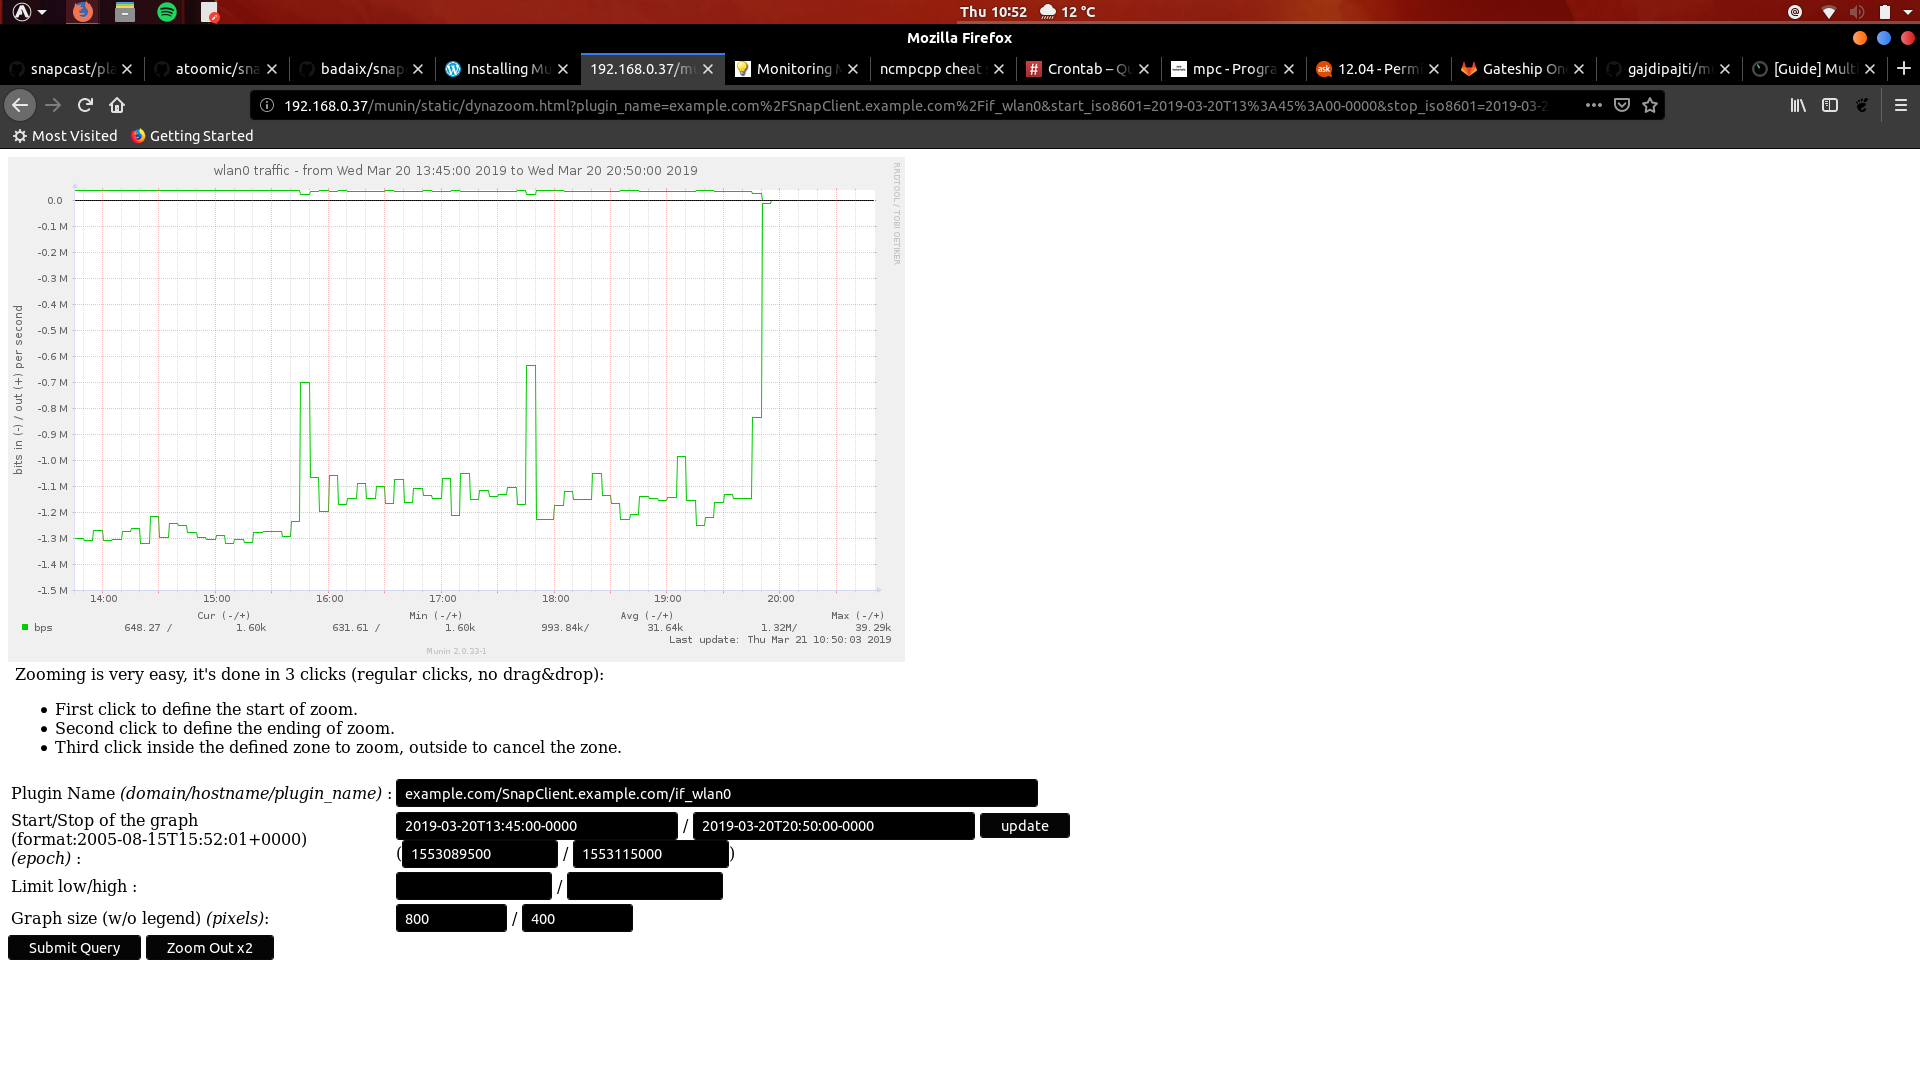 Thu 10:52 12 °C
Mozilla Firefox
snapcast/pla atoomic/sna badaix/snap Installing Mu 192.168.0.37/mu Monitoring M ncmpcpp cheat s Crontab – Qu mpc - Progra 12.04 - Permi Gateship One gajdipajti/mu [Guide] Multi
192.168.0.37/munin/static/dynazoom.html?plugin_name=example.com%2FSnapClient.example.com%2Fif_wlan0&start_iso8601=2019-03-20T13%3A45%3A00-0000&stop_iso8601=2019-03-2
Most Visited Getting Started
wlan0 traffic - from Wed Mar 20 13:45:00 2019 to Wed Mar 20 20:50:00 2019
RRDTOOL / TOBI OETIKER
bits in (-) / out (+) per second
0.0
-0.1 M
-0.2 M
-0.3 M
-0.4 M
-0.5 M
-0.6 M
-0.7 M
-0.8 M
-0.9 M
-1.0 M
-1.1 M
-1.2 M
-1.3 M
-1.4 M
-1.5 M
14:00 15:00 16:00 17:00 18:00 19:00 20:00
Cur (-/+) Min (-/+) Avg (-/+) Max (-/+)
bps 648.27 / 1.60k 631.61 / 1.60k 993.84k/ 31.64k 1.32M/ 39.29k
Last update: Thu Mar 21 10:50:03 2019
Munin 2.0.33-1
Zooming is very easy, it's done in 3 clicks (regular clicks, no drag&drop):
• First click to define the start of zoom.
• Second click to define the ending of zoom.
• Third click inside the defined zone to zoom, outside to cancel the zone.
Plugin Name (domain/hostname/plugin_name) : example.com/SnapClient.example.com/if_wlan0
Start/Stop of the graph
(format:2005-08-15T15:52:01+0000)
(epoch) :
2019-03-20T13:45:00-0000 / 2019-03-20T20:50:00-0000 update
(1553089500 / 1553115000)
Limit low/high : /
Graph size (w/o legend) (pixels): 800 / 400
Submit Query Zoom Out x2